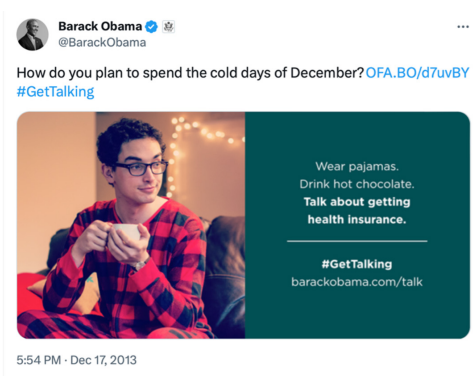 Barack Obama
@BarackObama
How do you plan to spend the cold days of December? OFA.BO/d7uvBY
#GetTalking
Wear pajamas.
Drink hot chocolate.
Talk about getting
health insurance.
#GetTalking
barackobama.com/talk
5:54 PM · Dec 17, 2013